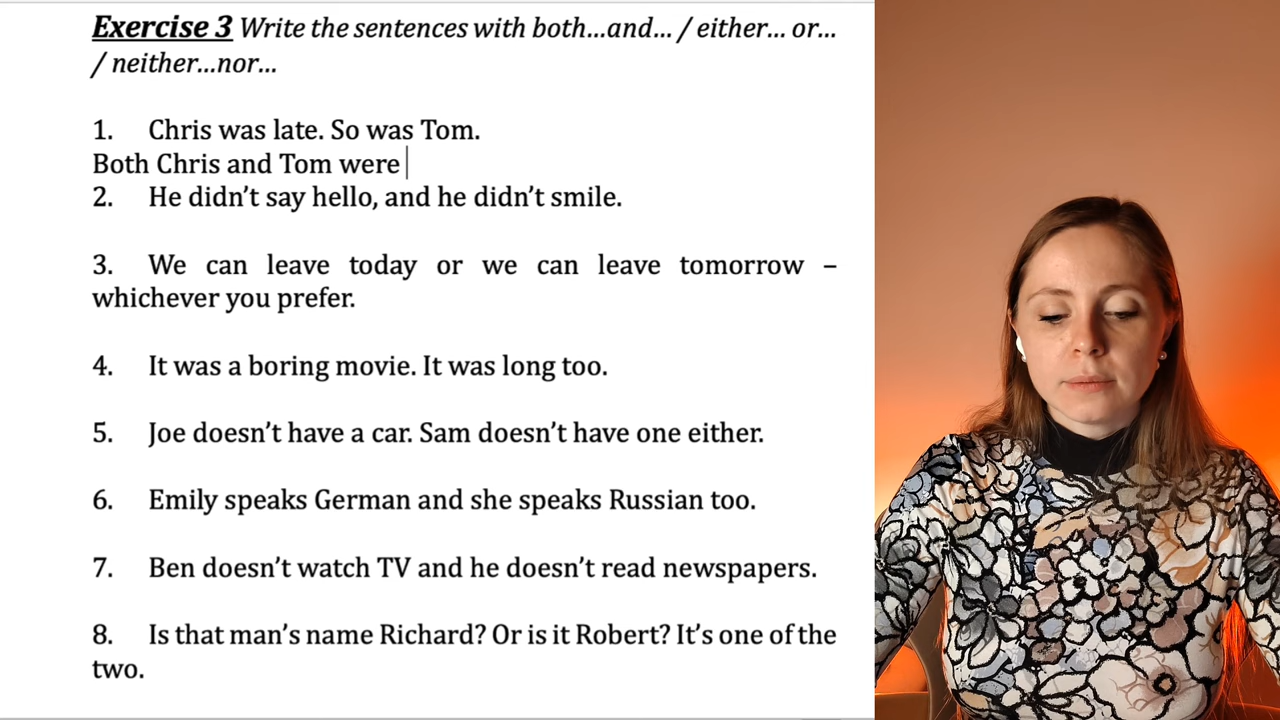 Exercise 3 Write the sentences with both...and... / either... or...
/ neither...nor...
1. Chris was late. So was Tom.
Both Chris and Tom were
2. He didn’t say hello, and he didn’t smile.
3. We can leave today or we can leave tomorrow –
whichever you prefer.
4. It was a boring movie. It was long too.
5. Joe doesn’t have a car. Sam doesn’t have one either.
6. Emily speaks German and she speaks Russian too.
7. Ben doesn’t watch TV and he doesn’t read newspapers.
8. Is that man’s name Richard? Or is it Robert? It’s one of the
two.